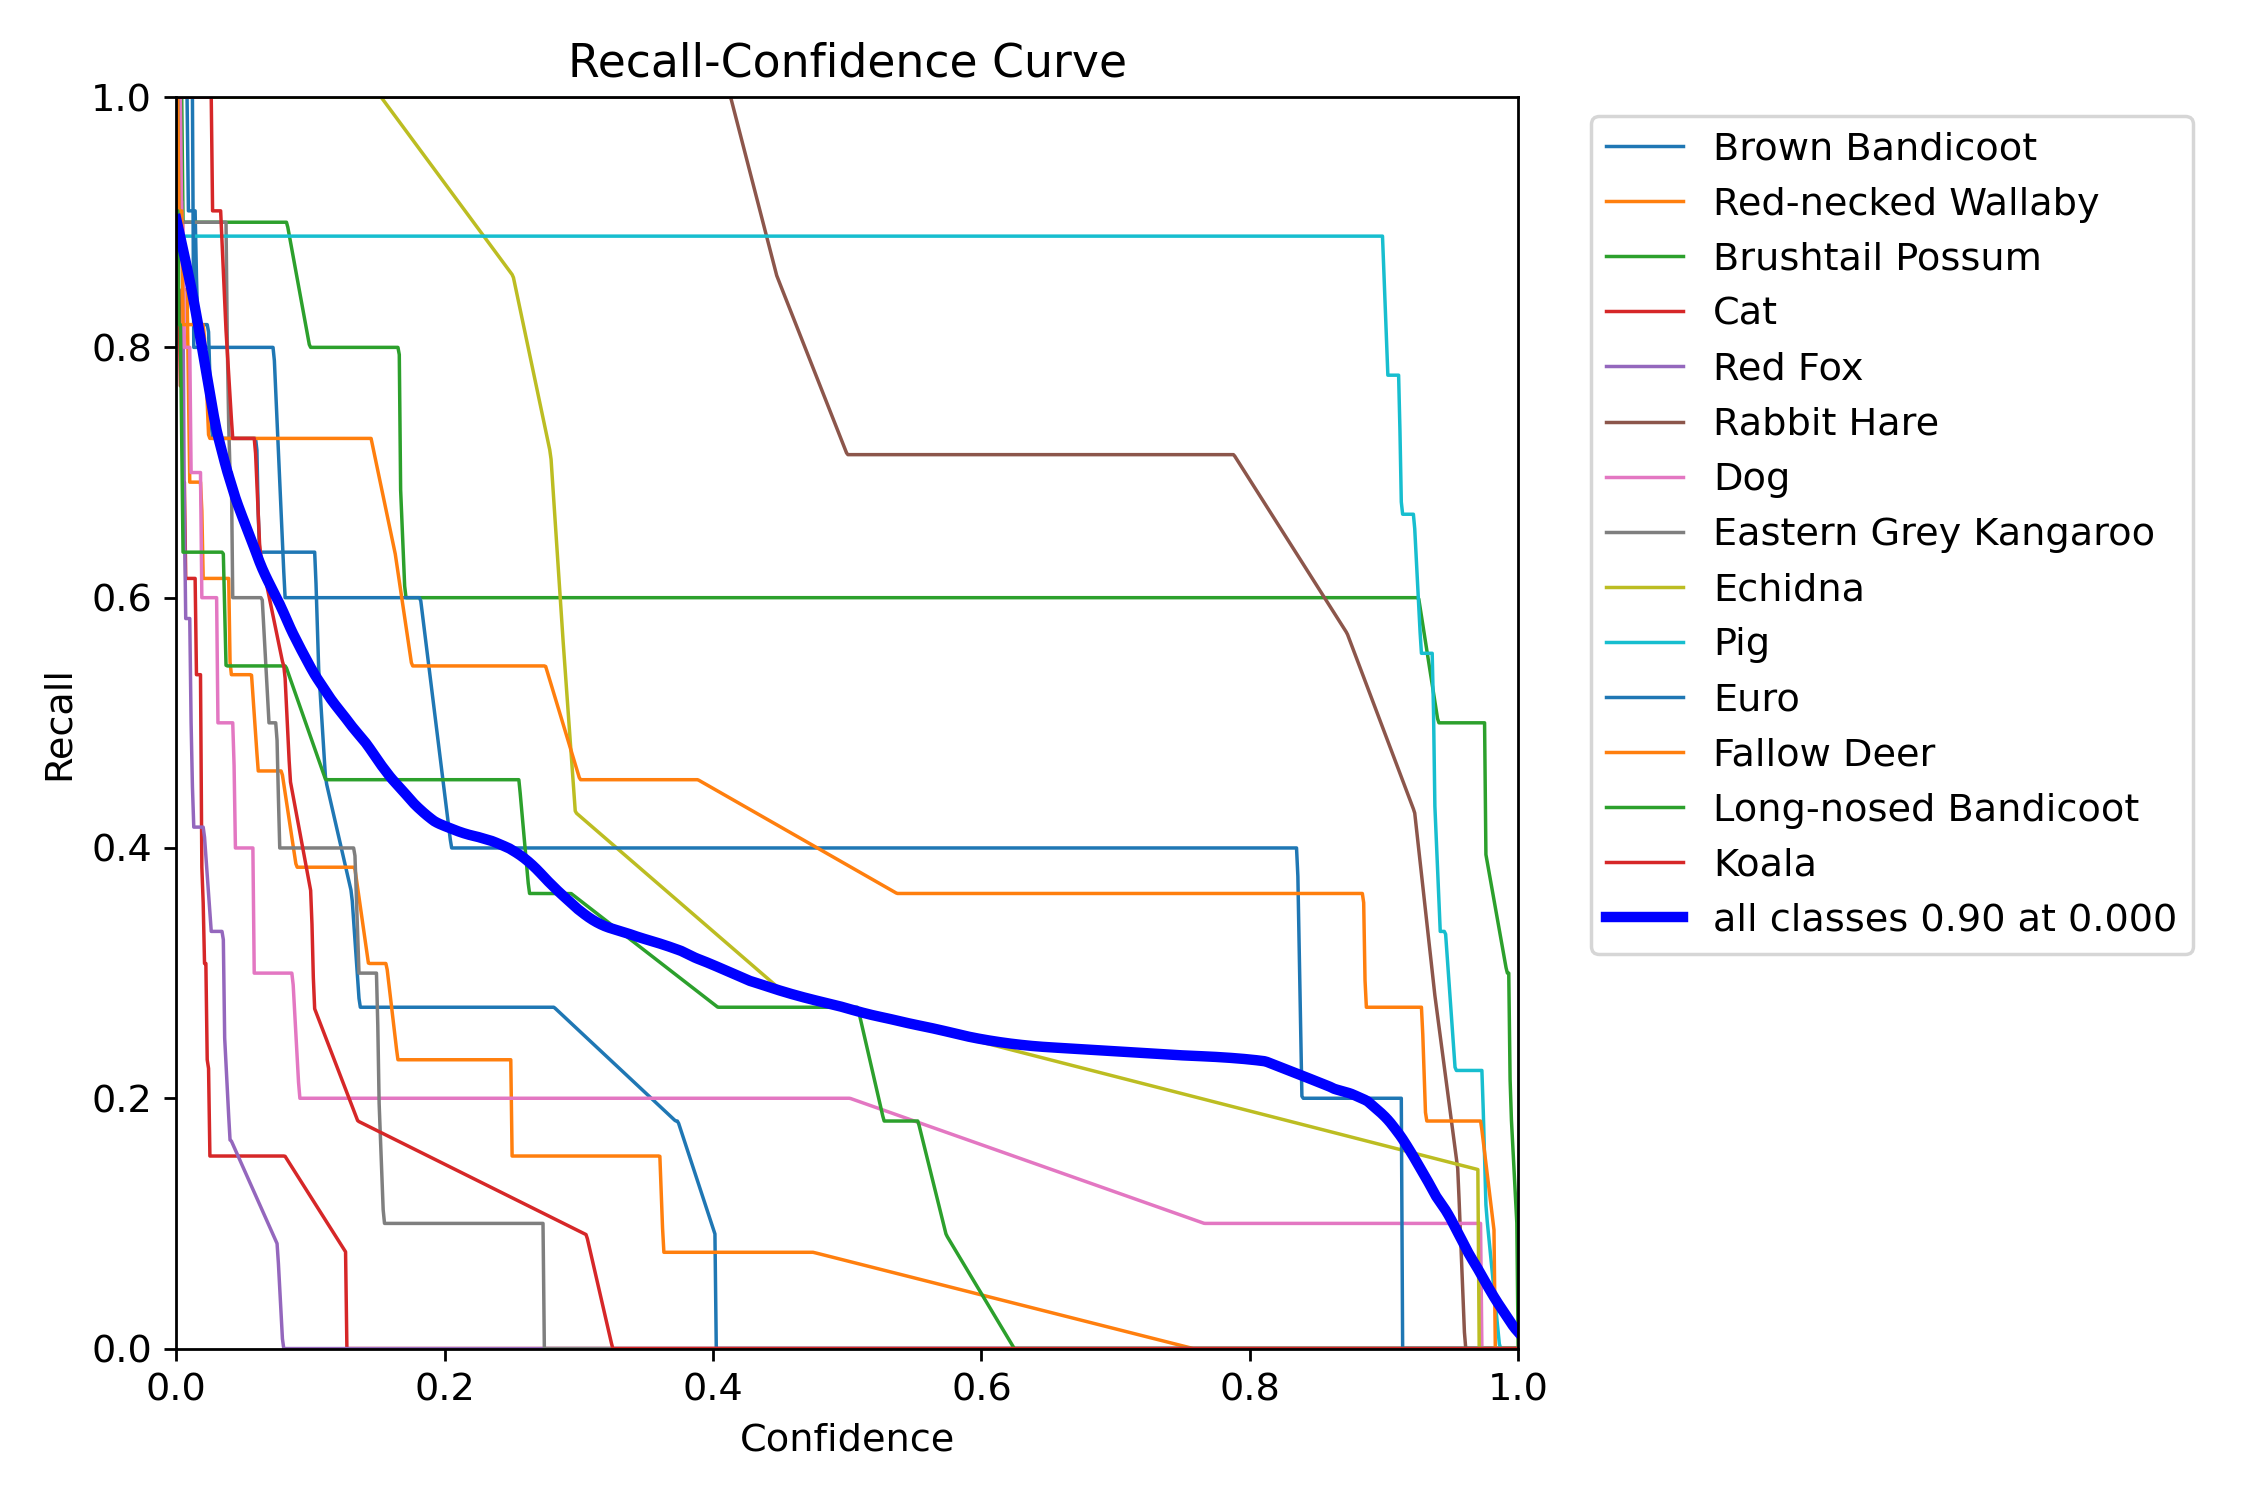 Recall-Confidence Curve
1.0
0.8
0.6
0.4
0.2
0.0
Recall
0.0 0.2 0.4 0.6 0.8 1.0
Confidence
Brown Bandicoot
Red-necked Wallaby
Brushtail Possum
Cat
Red Fox
Rabbit Hare
Dog
Eastern Grey Kangaroo
Echidna
Pig
Euro
Fallow Deer
Long-nosed Bandicoot
Koala
all classes 0.90 at 0.000